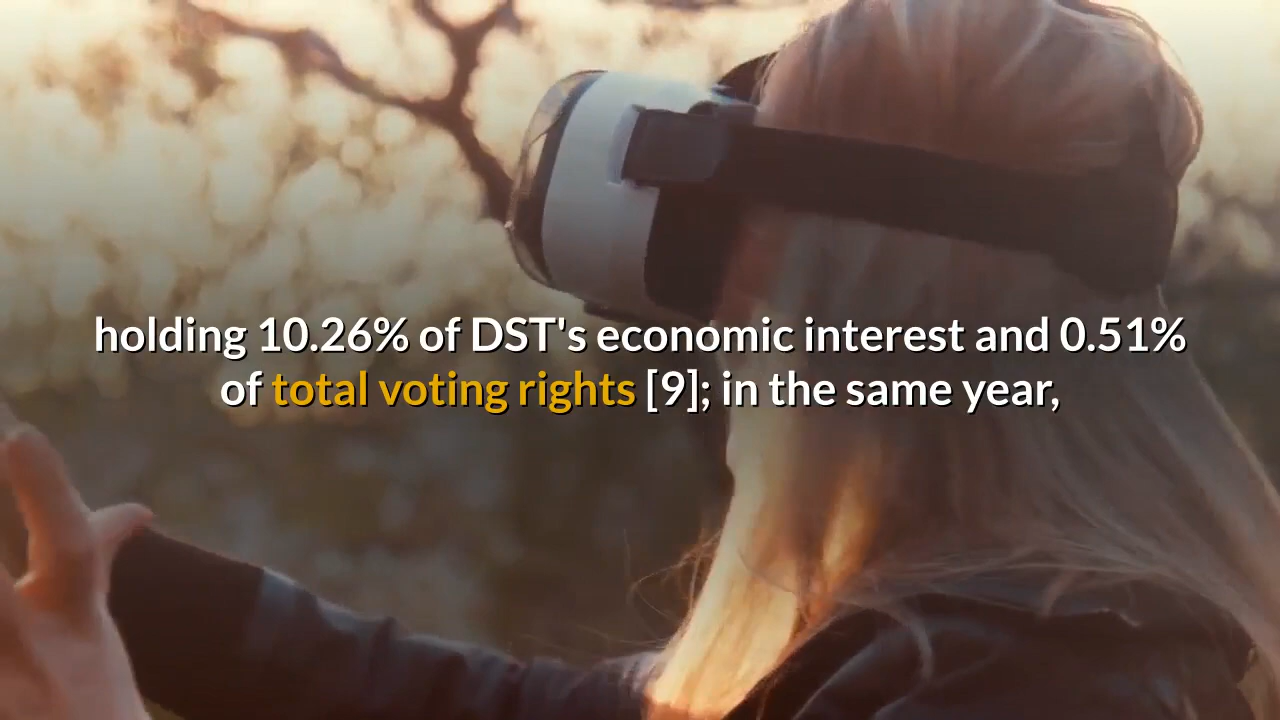 holding 10.26% of DST's economic interest and 0.51%
of total voting rights [9]; in the same year,